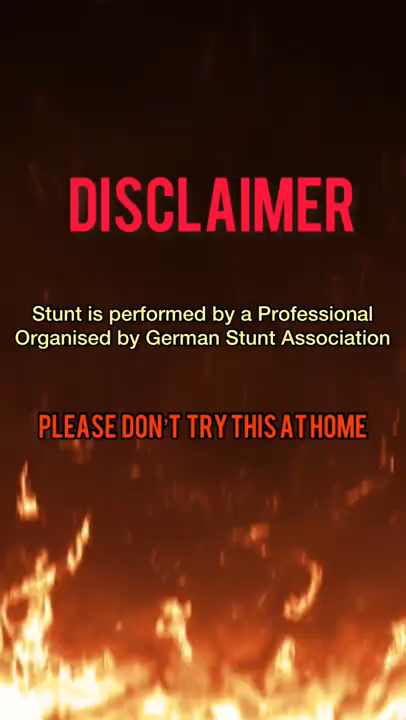 DISCLAIMER
Stunt is performed by a Professional
Organised by German Stunt Association
PLEASE DON'T TRY THIS AT HOME